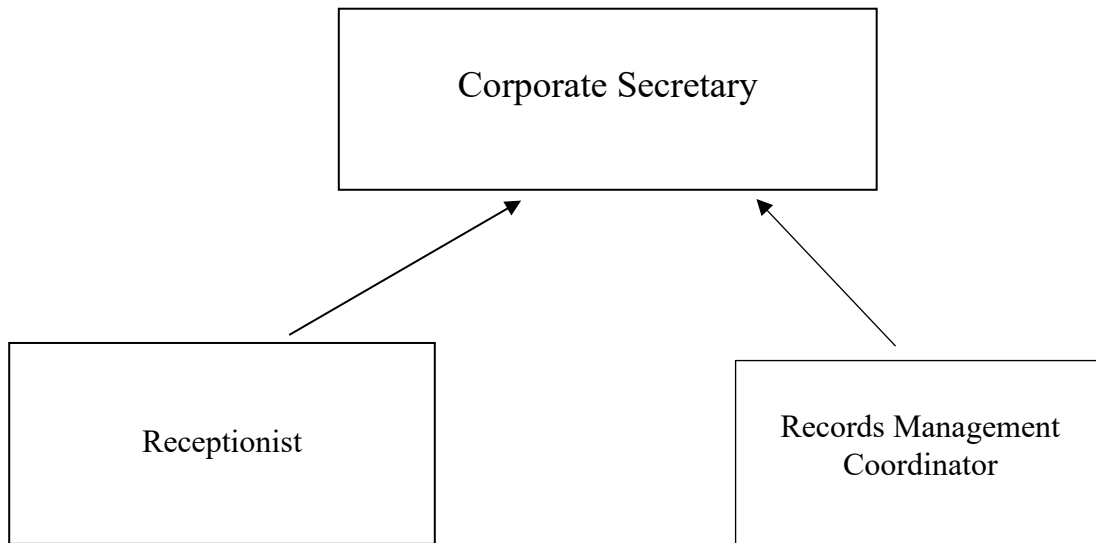 Corporate Secretary
Receptionist
Records Management
Coordinator